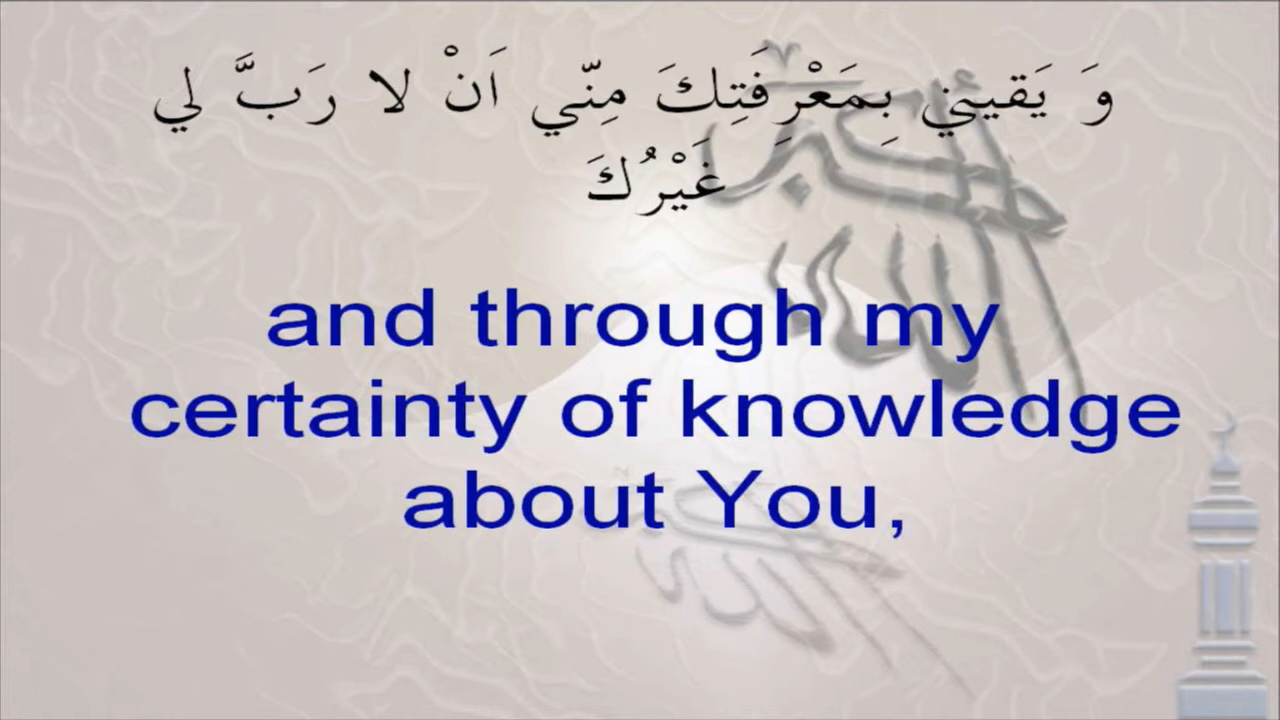 وَ يَقيني بِمَعْرِفَتِكَ مِنّي اَنْ لا رَبَّ لي
غَيْرُكَ
and through my
certainty of knowledge
about You,